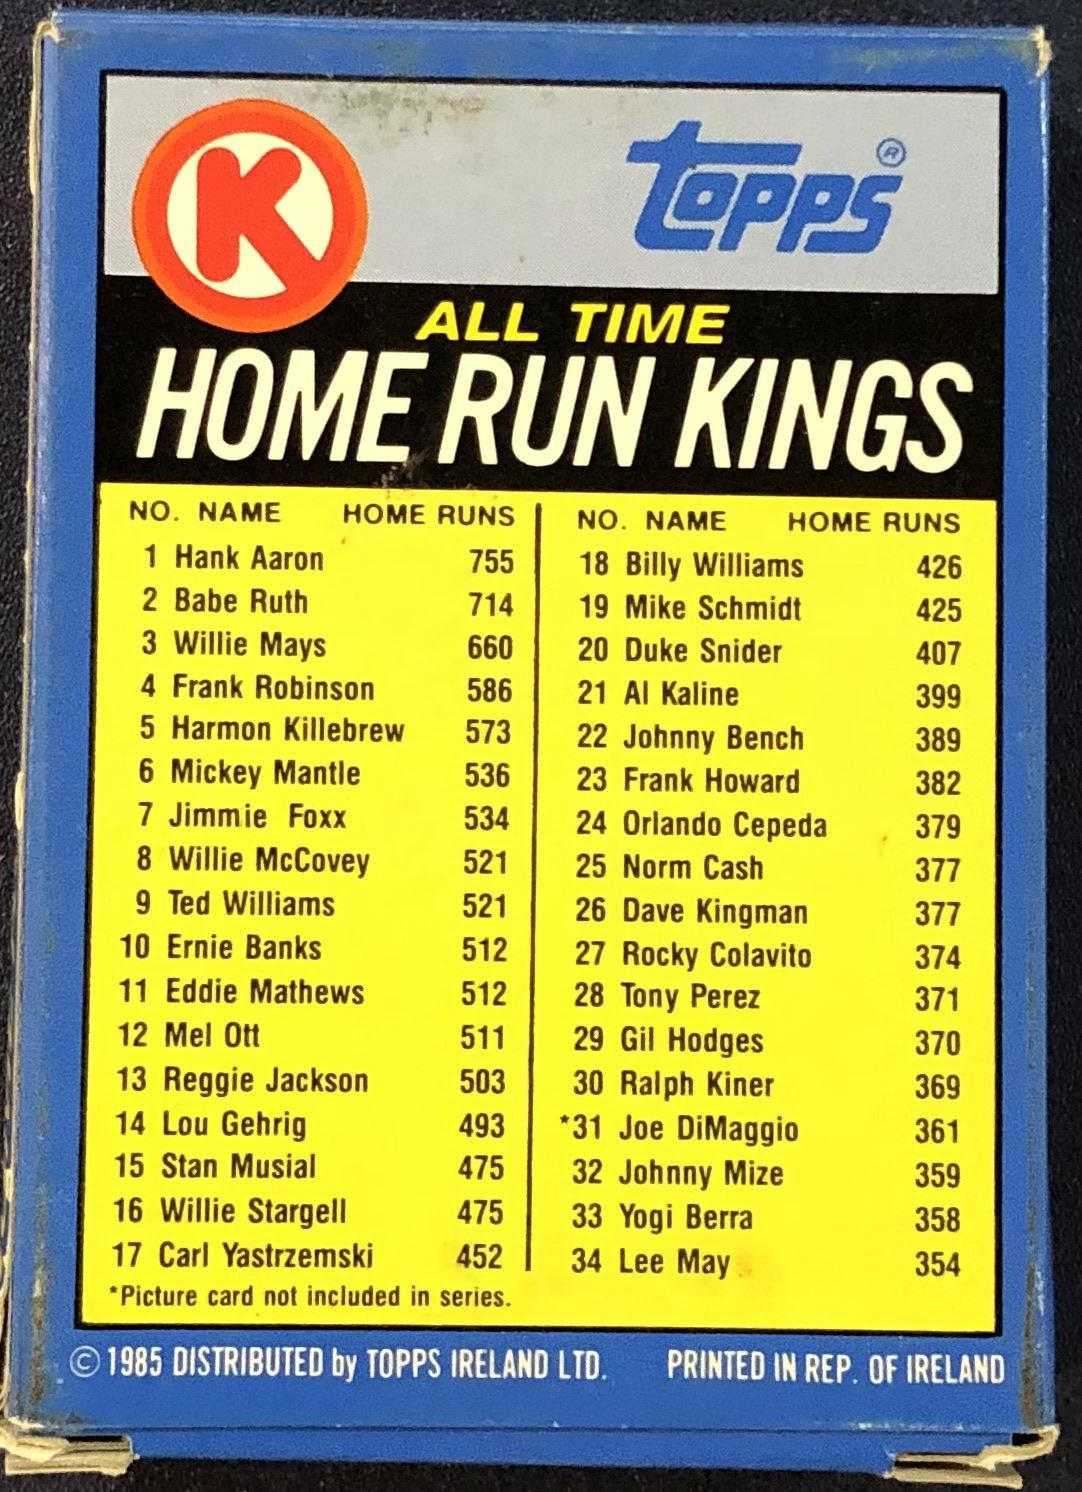 K
topps ®
ALL TIME
HOME RUN KINGS
NO. NAME HOME RUNS
1 Hank Aaron 755
2 Babe Ruth 714
3 Willie Mays 660
4 Frank Robinson 586
5 Harmon Killebrew 573
6 Mickey Mantle 536
7 Jimmie Foxx 534
8 Willie McCovey 521
9 Ted Williams 521
10 Ernie Banks 512
11 Eddie Mathews 512
12 Mel Ott 511
13 Reggie Jackson 503
14 Lou Gehrig 493
15 Stan Musial 475
16 Willie Stargell 475
17 Carl Yastrzemski 452
*Picture card not included in series.
NO. NAME HOME RUNS
18 Billy Williams 426
19 Mike Schmidt 425
20 Duke Snider 407
21 Al Kaline 399
22 Johnny Bench 389
23 Frank Howard 382
24 Orlando Cepeda 379
25 Norm Cash 377
26 Dave Kingman 377
27 Rocky Colavito 374
28 Tony Perez 371
29 Gil Hodges 370
30 Ralph Kiner 369
*31 Joe DiMaggio 361
32 Johnny Mize 359
33 Yogi Berra 358
34 Lee May 354
© 1985 DISTRIBUTED by TOPPS IRELAND LTD. PRINTED IN REP. OF IRELAND